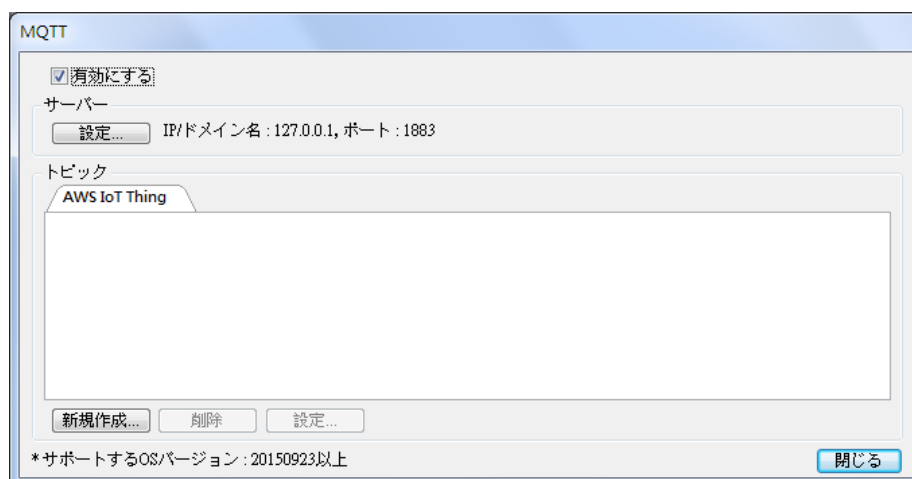 MQTT
有効にする
サーバー
設定... IP/ドメイン名 : 127.0.0.1, ポート : 1883
トピック
AWS IoT Thing
新規作成... 削除 設定...
*サポートするOSバージョン : 20150923以上
閉じる